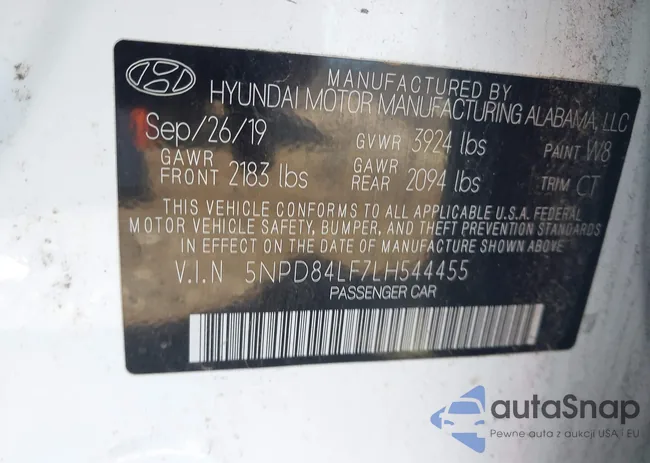 MANUFACTURED BY
HYUNDAI MOTOR MANUFACTURING ALABAMA, LLC
Sep/26/19 GVWR 3924 lbs PAINT W8
GAWR FRONT 2183 lbs GAWR REAR 2094 lbs TRIM CT
THIS VEHICLE CONFORMS TO ALL APPLICABLE U.S.A. FEDERAL
MOTOR VEHICLE SAFETY, BUMPER, AND THEFT PREVENTION STANDARDS
IN EFFECT ON THE DATE OF MANUFACTURE SHOWN ABOVE.
V.I.N 5NPD84LF7LH544455
PASSENGER CAR
autaSnap
Pewne auta z aukcji USA i EU